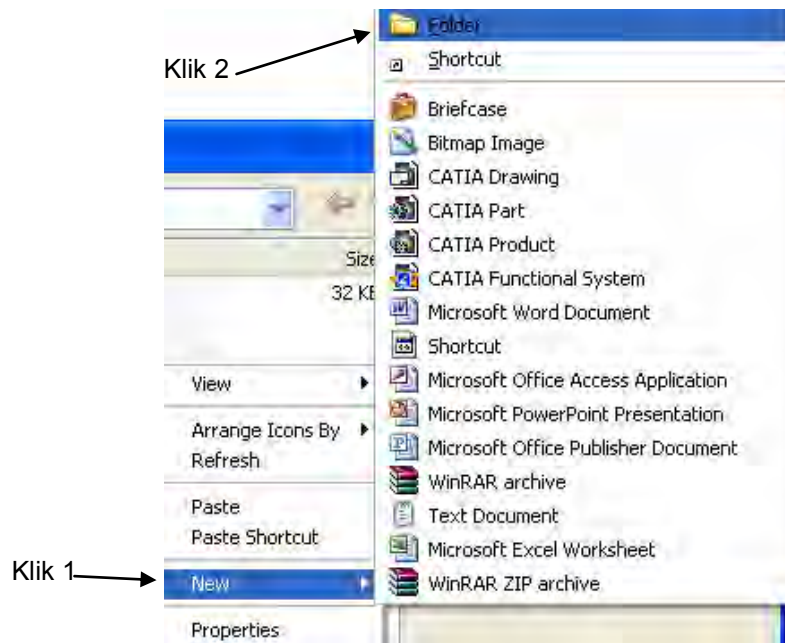 Klik 2
Folder
Shortcut
Briefcase
Bitmap Image
CATIA Drawing
CATIA Part
CATIA Product
CATIA Functional System
Microsoft Word Document
Shortcut
Microsoft Office Access Application
Microsoft PowerPoint Presentation
Microsoft Office Publisher Document
WinRAR archive
Text Document
Microsoft Excel Worksheet
WinRAR ZIP archive
Size
32 KB
View
Arrange Icons By
Refresh
Paste
Paste Shortcut
Klik 1
New
Properties